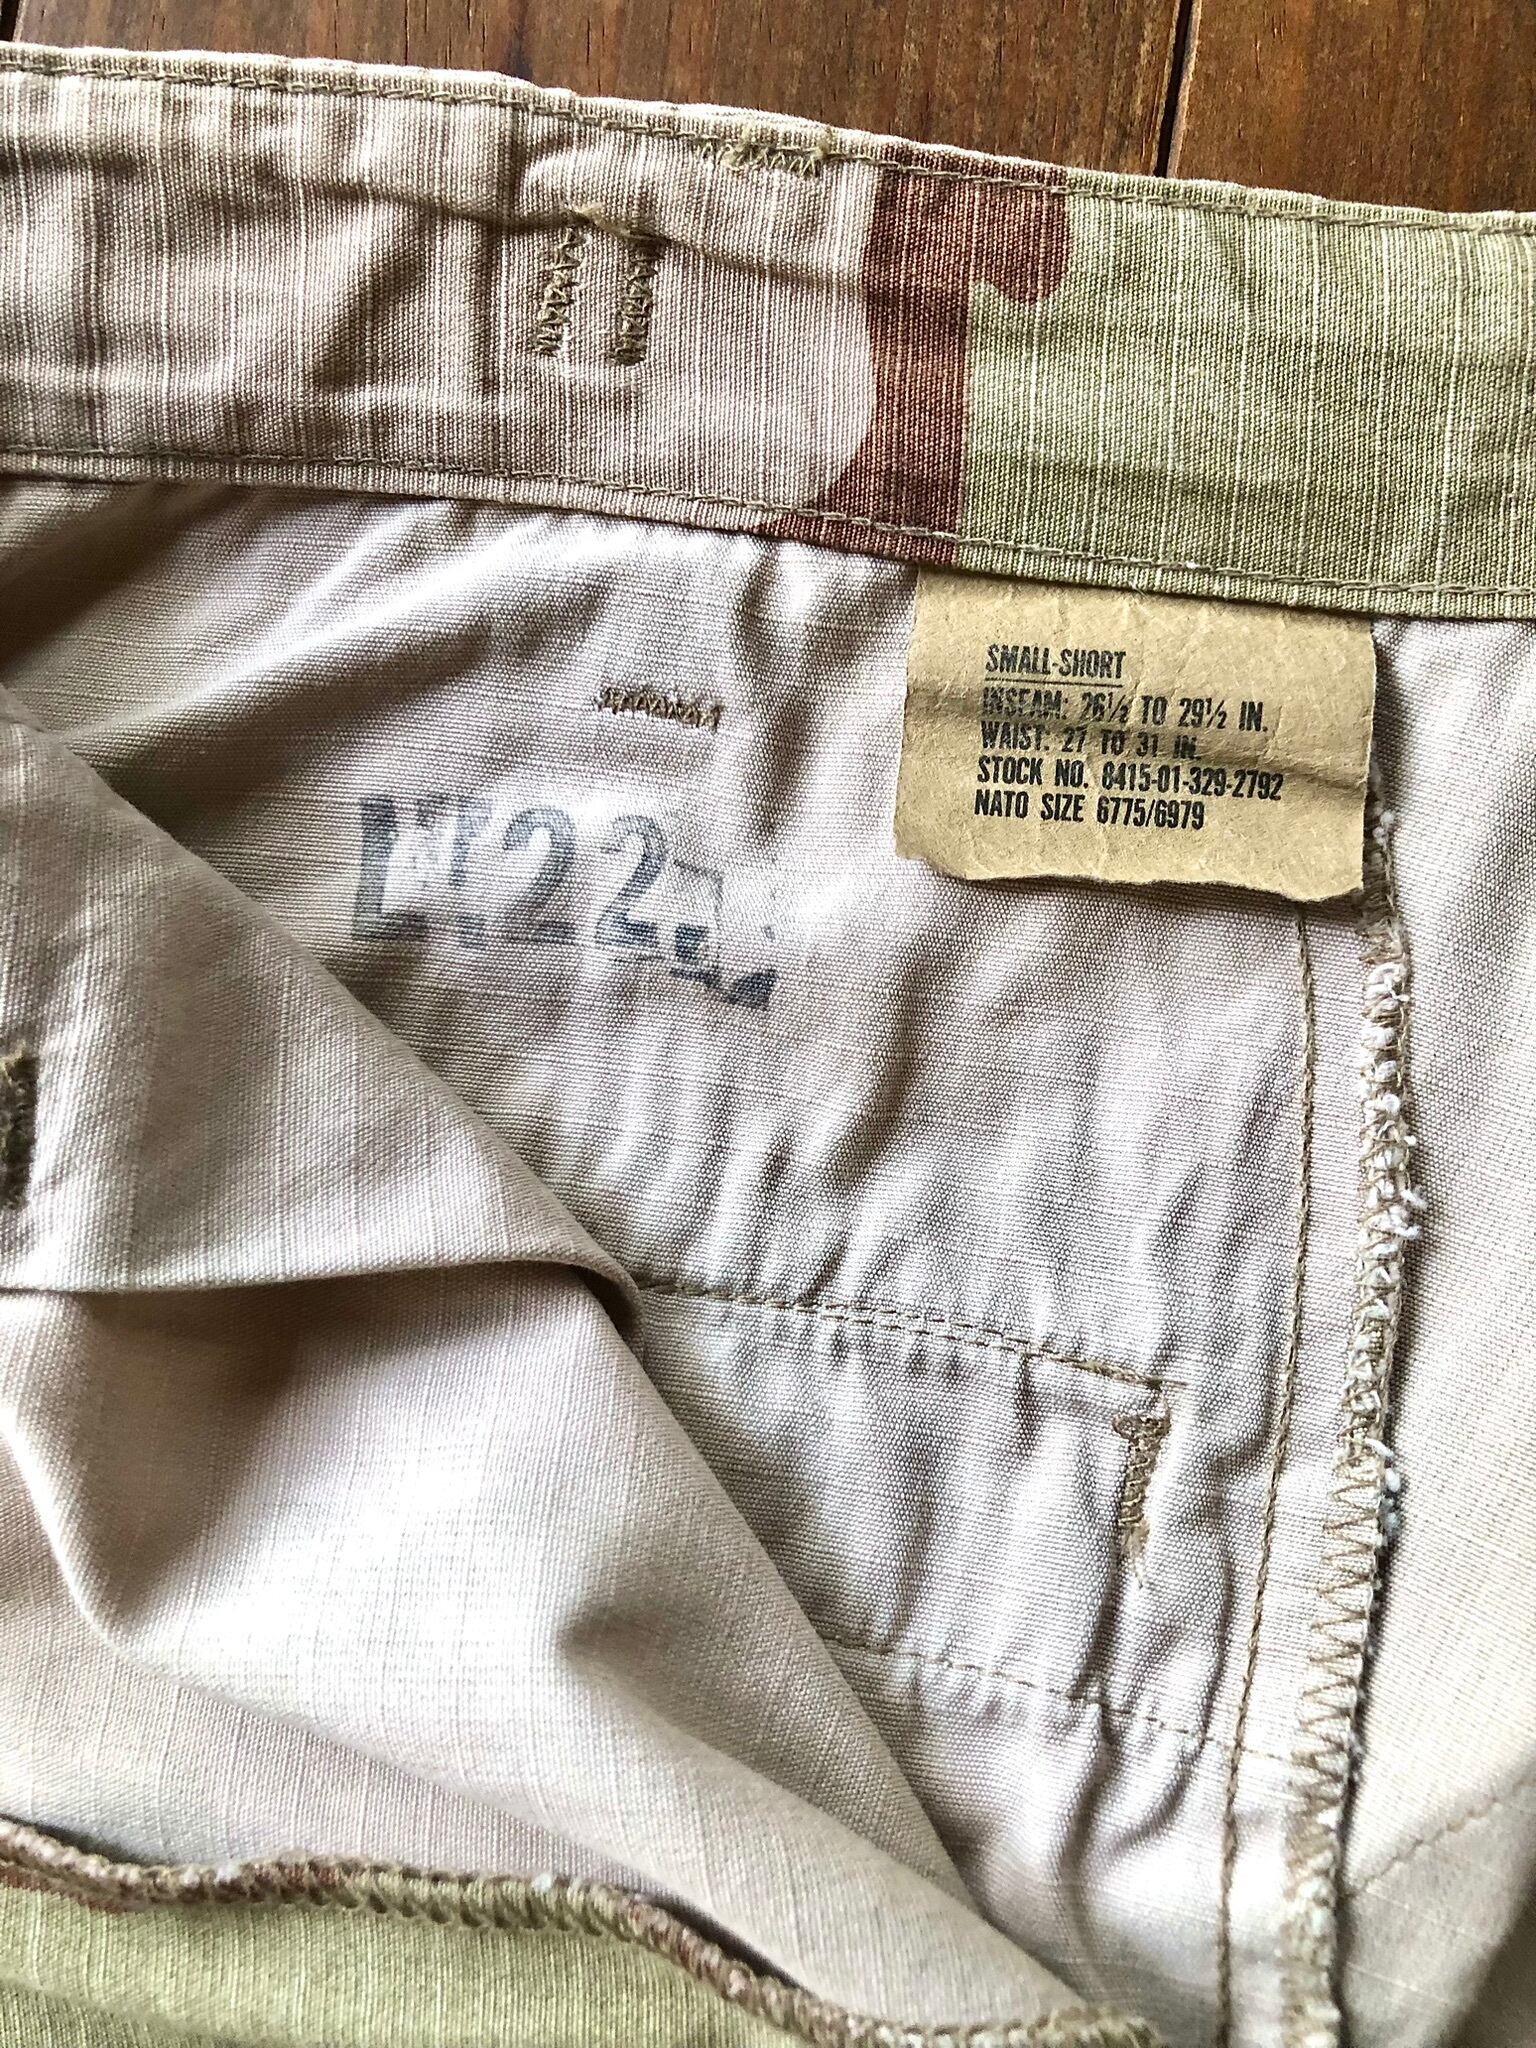 SMALL-SHORT
INSEAM: 26½ TO 29½ IN.
WAIST: 27 TO 31 IN.
STOCK NO. 8415-01-329-2792
NATO SIZE 6775/6979